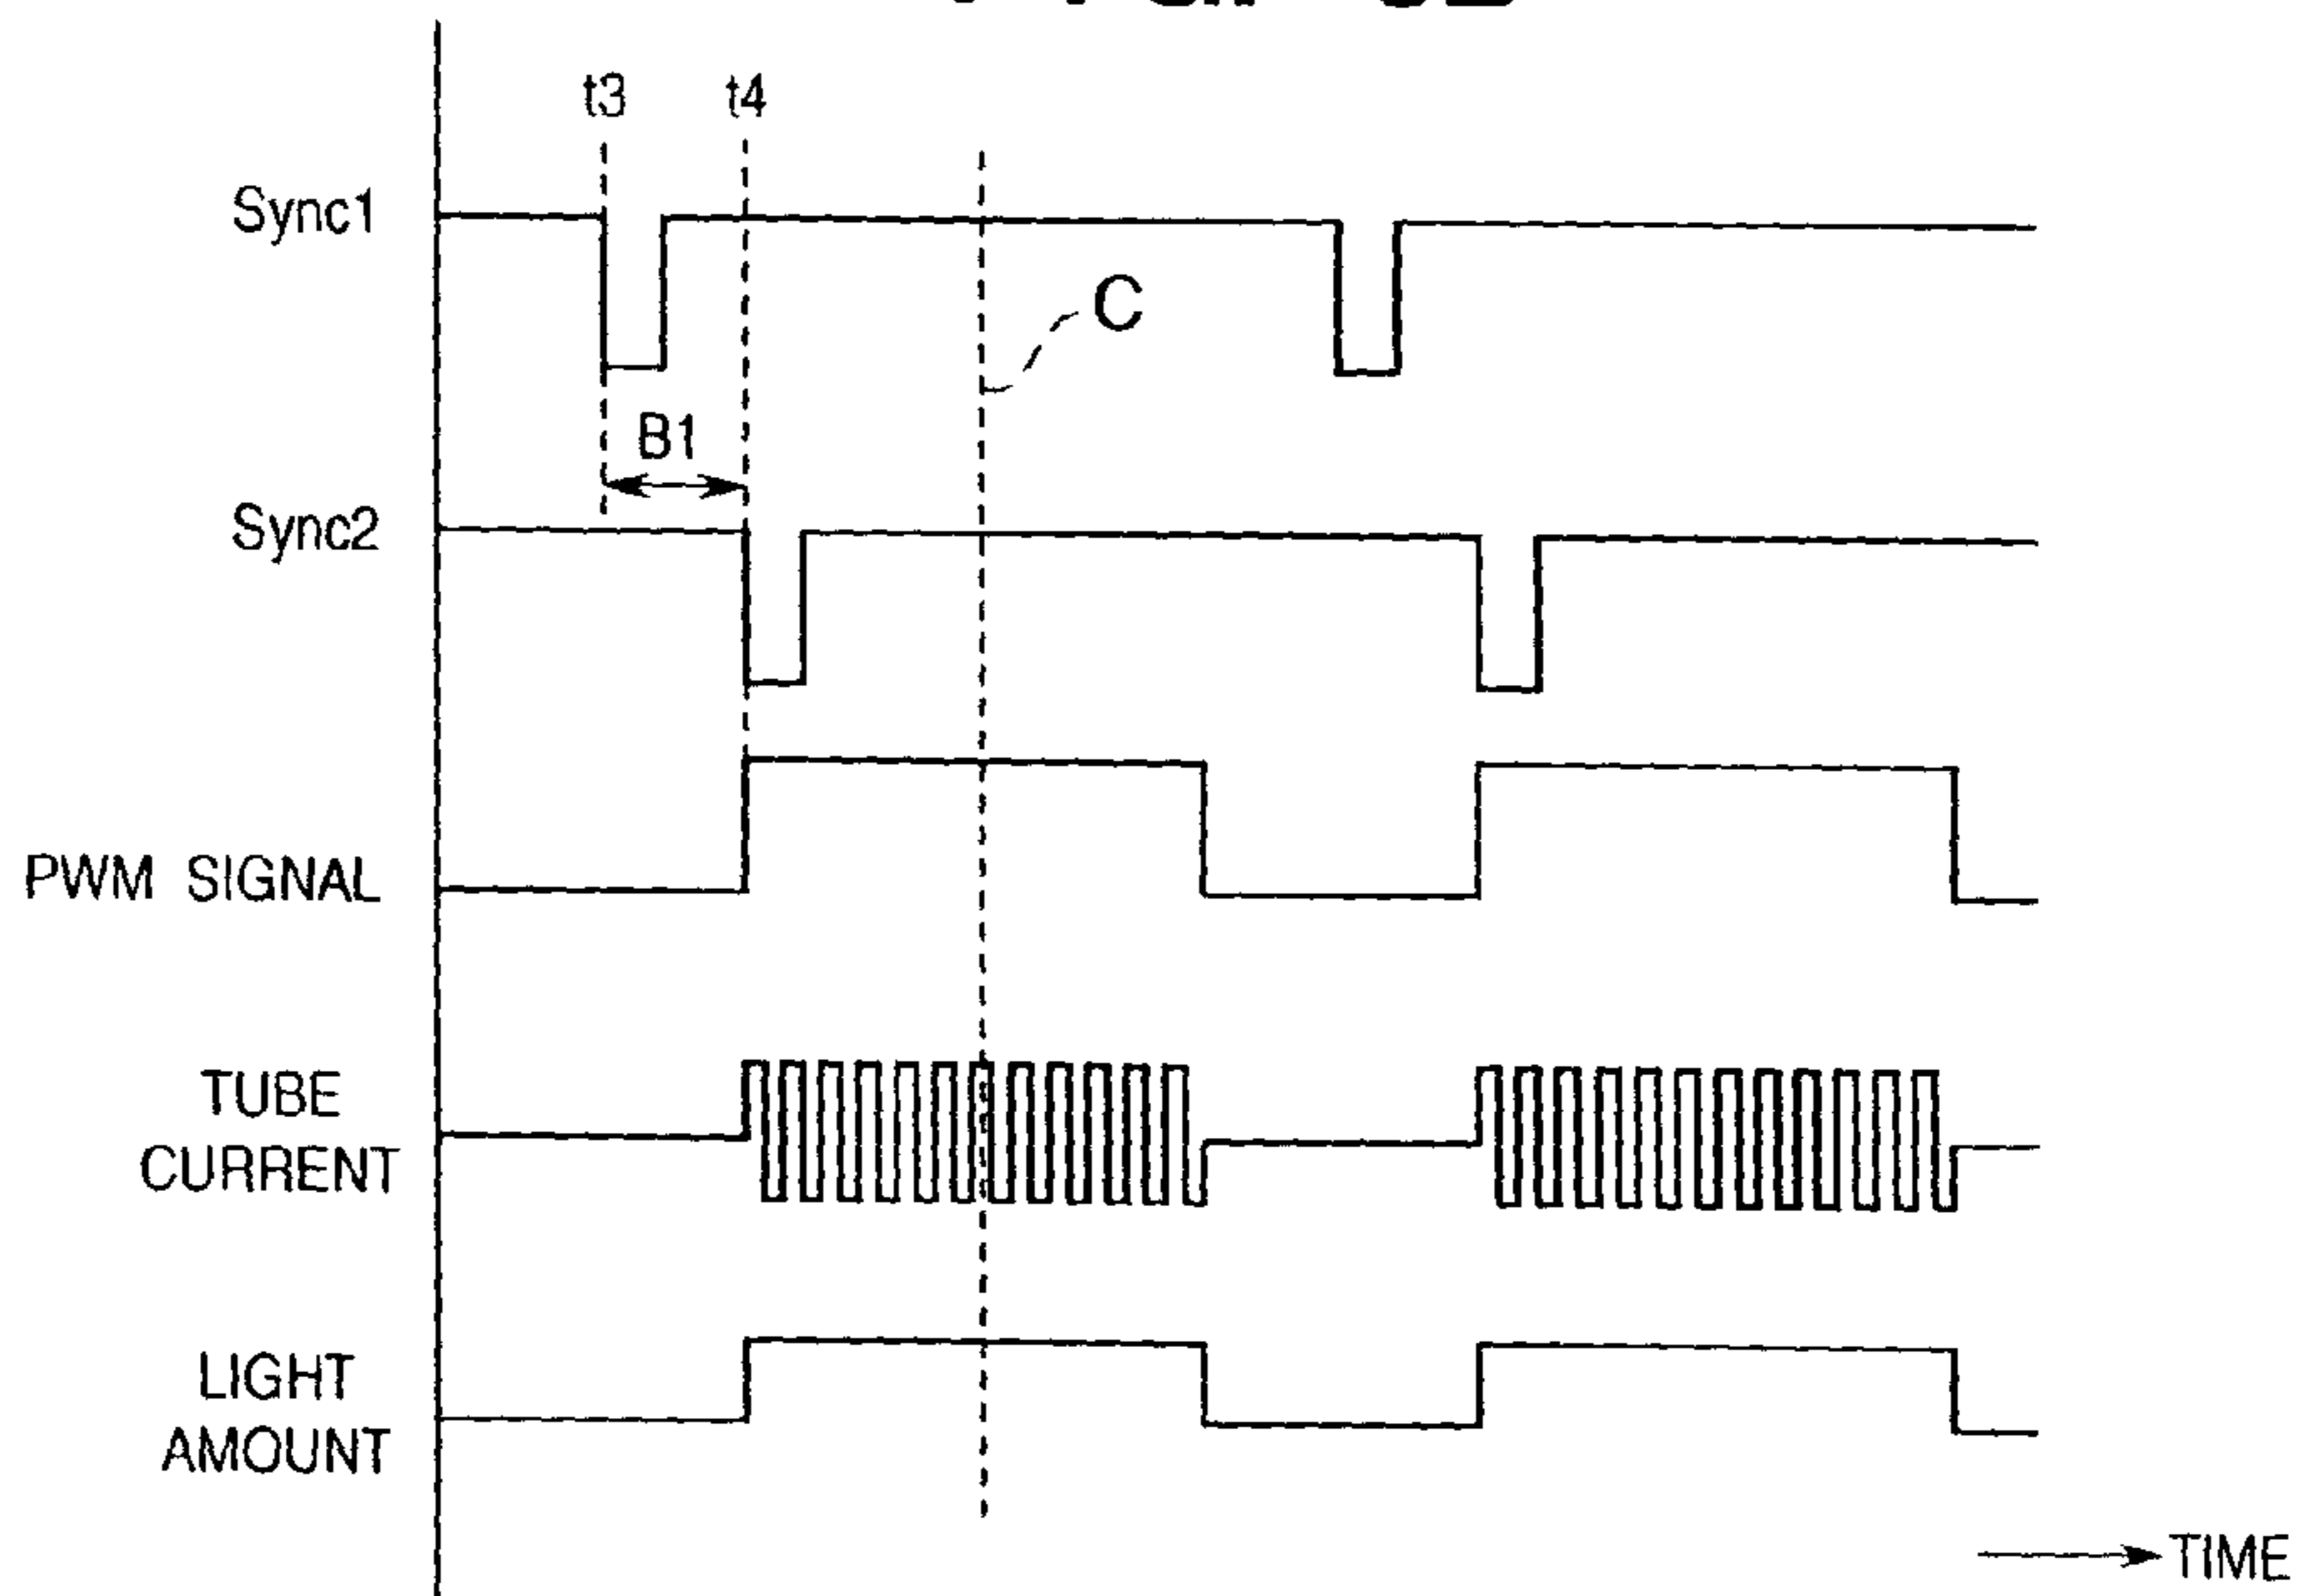 t3 t4
Sync1
C
B1
Sync2
PWM SIGNAL
TUBE
CURRENT
LIGHT
AMOUNT
TIME